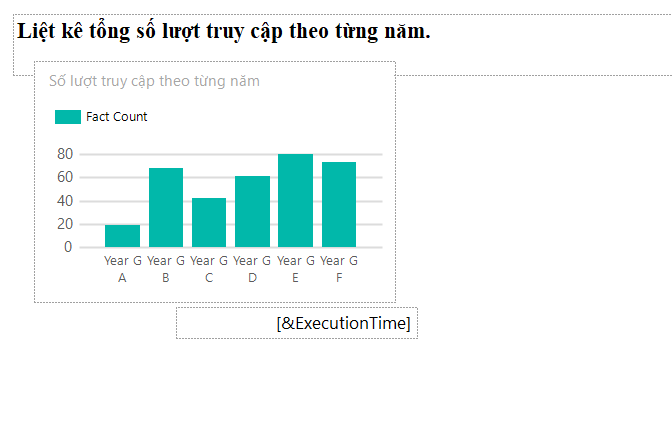 Liệt kê tổng số lượt truy cập theo từng năm.
Số lượt truy cập theo từng năm
Fact Count
80
60
40
20
0
Year G Year G Year G Year G Year G Year G
A B C D E F
[&ExecutionTime]